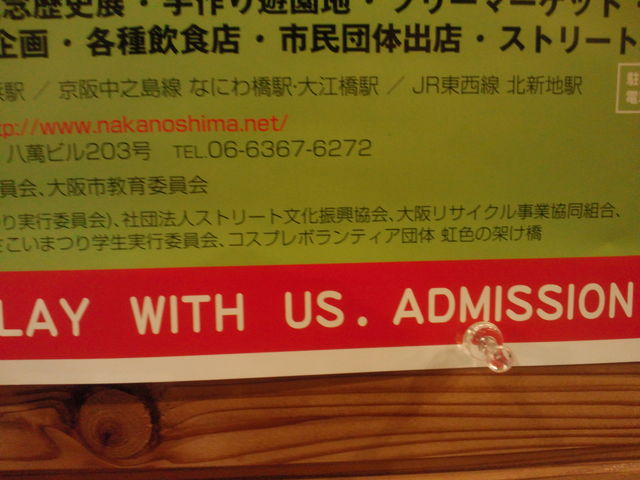 念歴史展・手作り遊園地・フリーマーケット・
企画・各種飲食店・市民団体出店・ストリート
駅 ／ 京阪中之島線 なにわ橋駅・大江橋駅 ／ JR東西線 北新地駅
tp://www.nakanoshima.net/
八萬ビル203号 TEL.06-6367-6272
員会、大阪市教育委員会
り実行委員会)、社団法人ストリート文化振興協会、大阪リサイクル事業協同組合、
さこいまつり学生実行委員会、コスプレボランティア団体 虹色の架け橋
LAY WITH US. ADMISSION